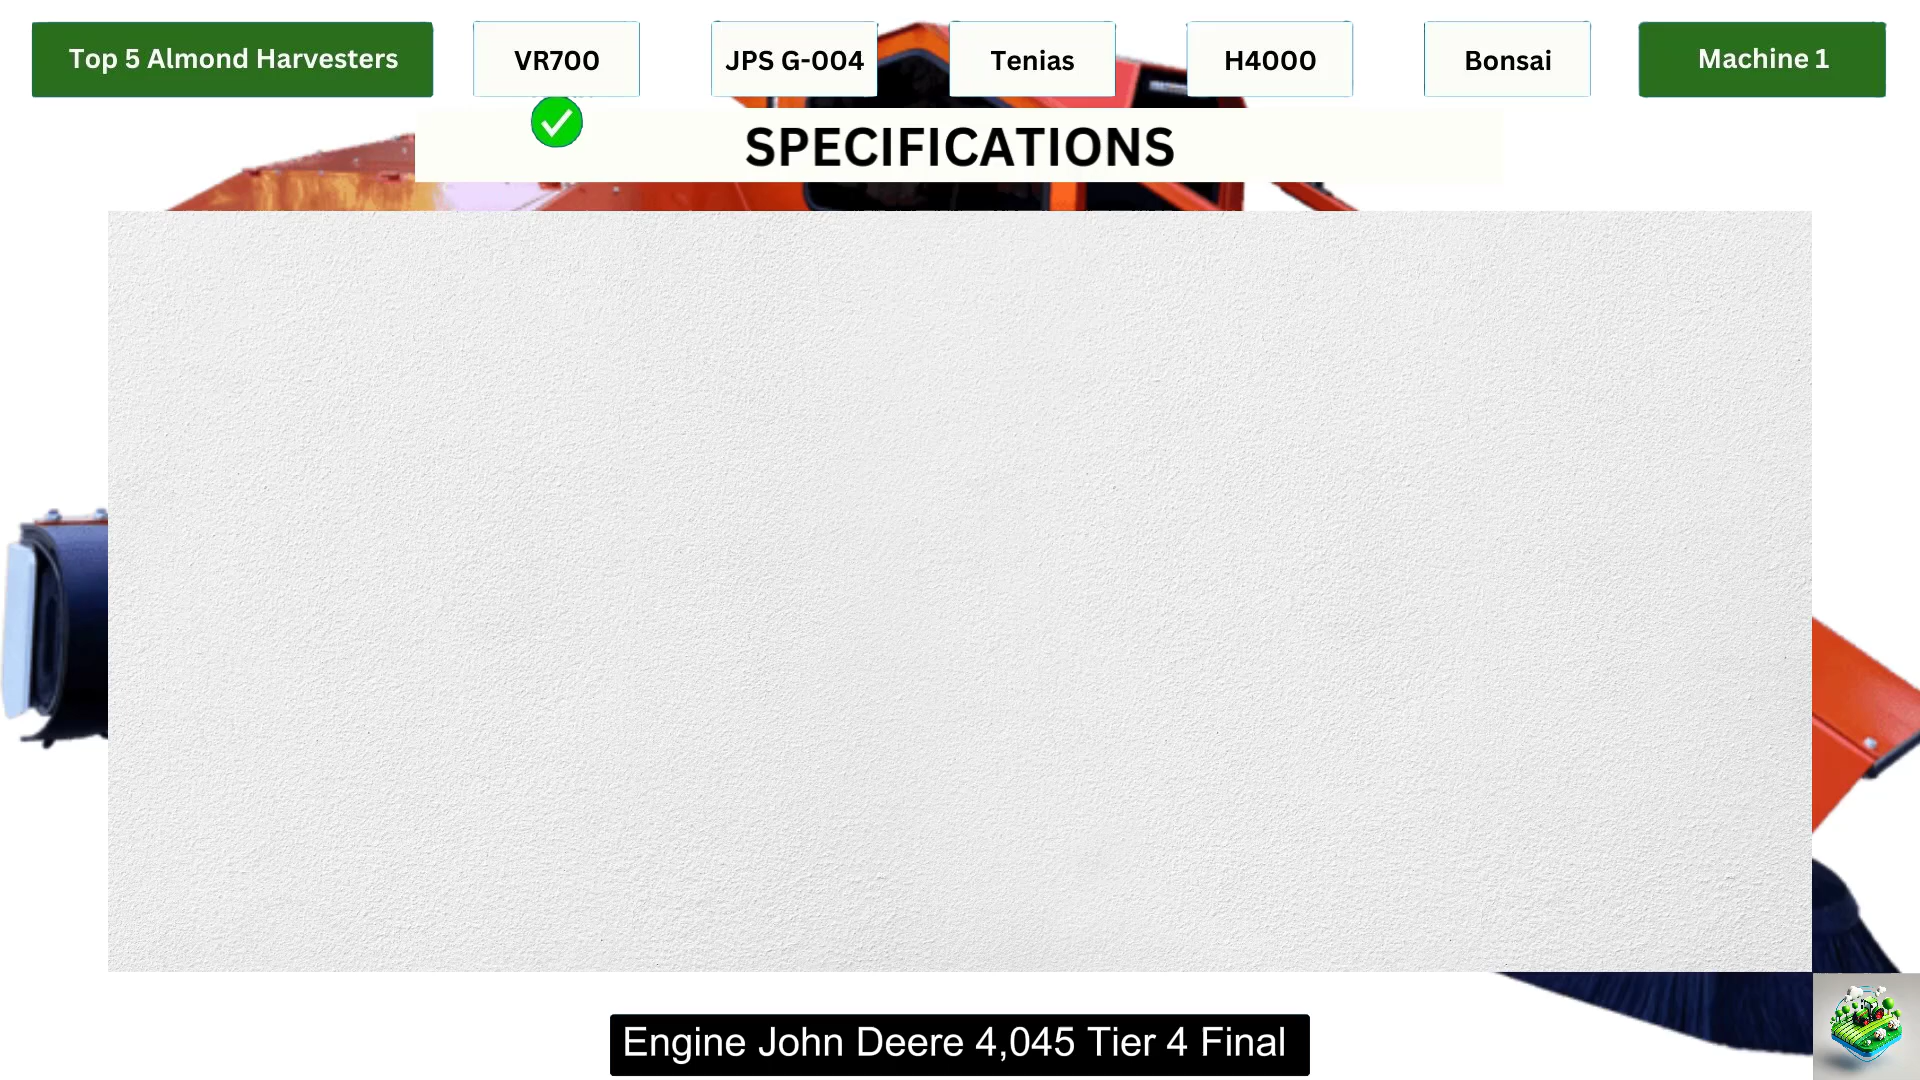 Top 5 Almond Harvesters
VR700
JPS G-004
Tenias
H4000
Bonsai
Machine 1
SPECIFICATIONS
Engine John Deere 4,045 Tier 4 Final